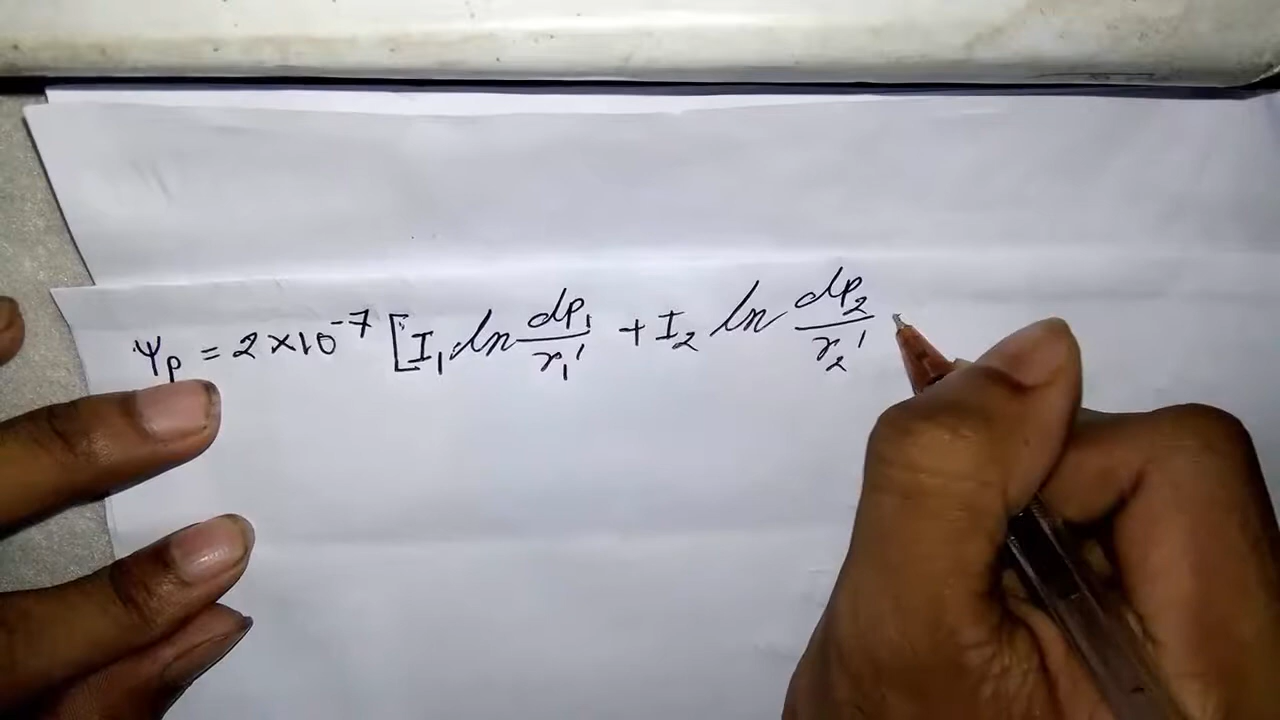 Ψp = 2×10⁻⁷ [I₁ ln dp₁/r₁' + I₂ ln dp₂/r₂'